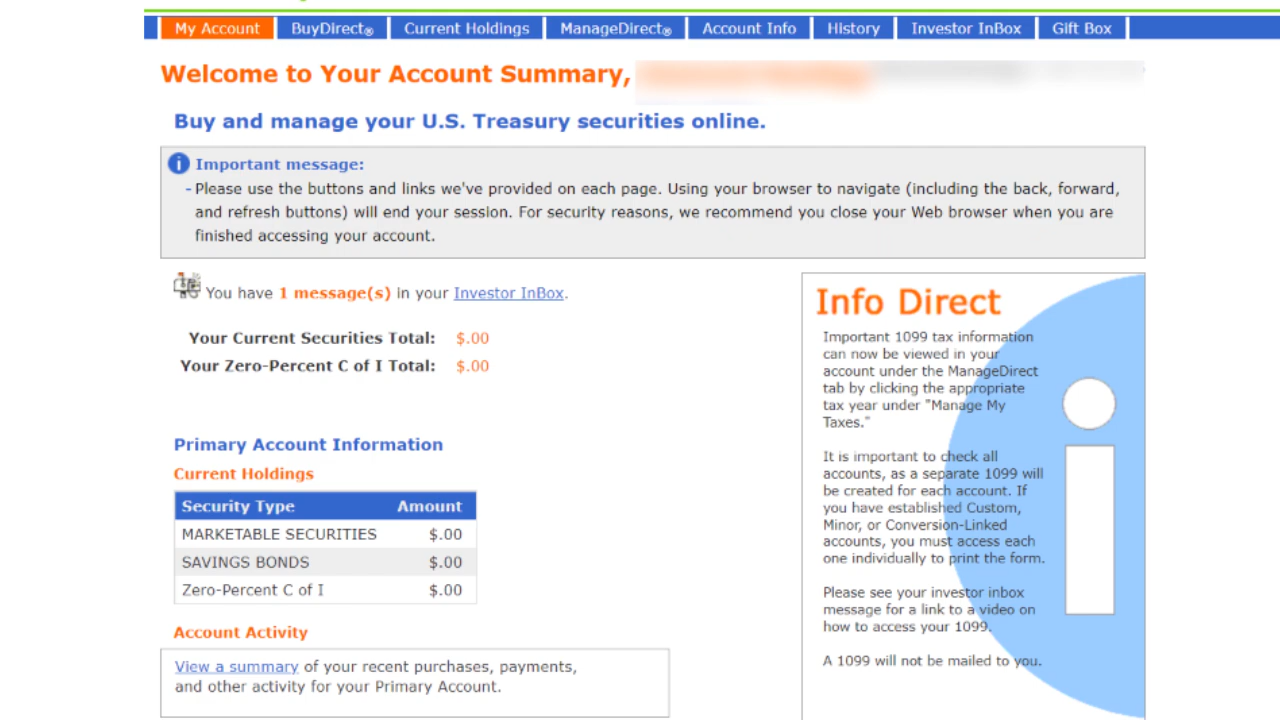 My Account BuyDirect® Current Holdings ManageDirect® Account Info History Investor InBox Gift Box
Welcome to Your Account Summary,
Buy and manage your U.S. Treasury securities online.
Important message:
- Please use the buttons and links we've provided on each page. Using your browser to navigate (including the back, forward,
and refresh buttons) will end your session. For security reasons, we recommend you close your Web browser when you are
finished accessing your account.
You have 1 message(s) in your Investor InBox.
Your Current Securities Total: $.00
Your Zero-Percent C of I Total: $.00
Primary Account Information
Current Holdings
Security Type Amount
MARKETABLE SECURITIES $.00
SAVINGS BONDS $.00
Zero-Percent C of I $.00
Account Activity
View a summary of your recent purchases, payments,
and other activity for your Primary Account.
Info Direct
Important 1099 tax information
can now be viewed in your
account under the ManageDirect
tab by clicking the appropriate
tax year under "Manage My
Taxes."
It is important to check all
accounts, as a separate 1099 will
be created for each account. If
you have established Custom,
Minor, or Conversion-Linked
accounts, you must access each
one individually to print the form.
Please see your investor inbox
message for a link to a video on
how to access your 1099.
A 1099 will not be mailed to you.